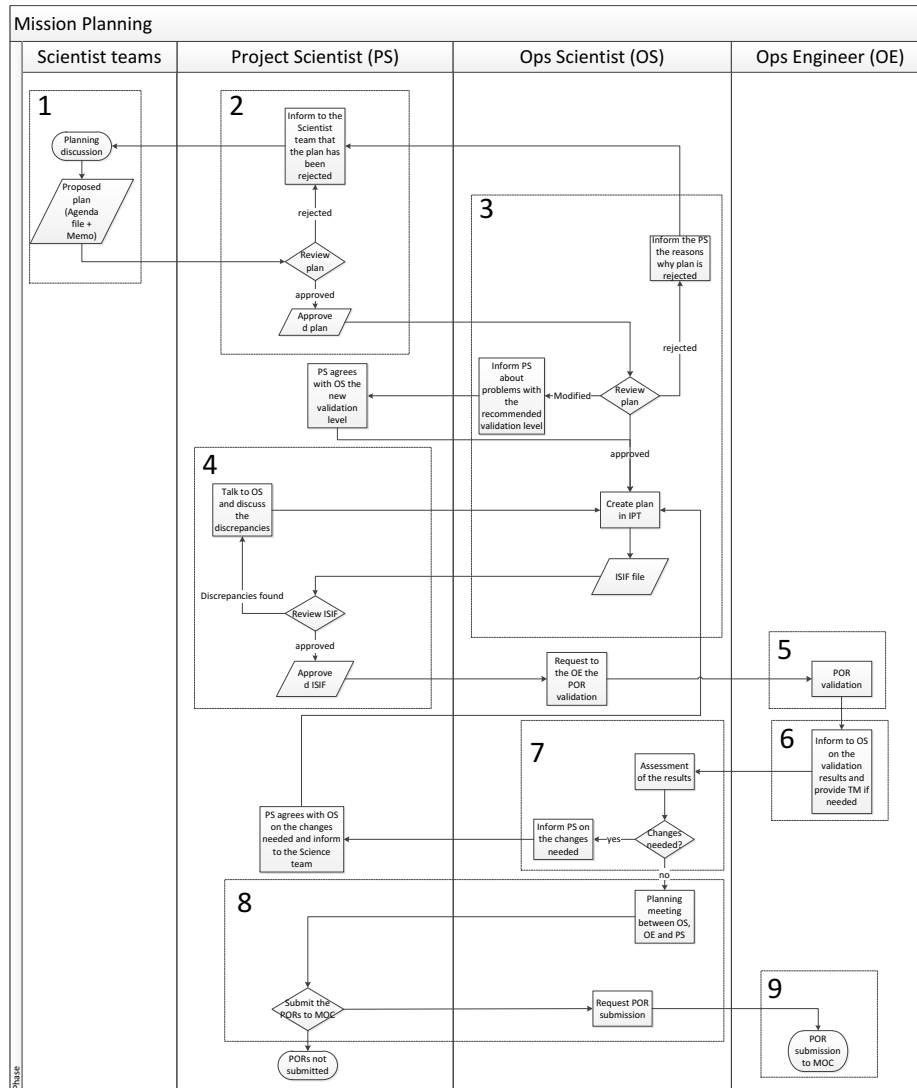 Mission Planning
Scientist teams
Project Scientist (PS)
Ops Scientist (OS)
Ops Engineer (OE)
1
Planning
discussion
Proposed
plan
(Agenda
file +
Memo)
2
Inform to the
Scientist
team that
the plan has
been
rejected
rejected
Review
plan
approved
Approve
d plan
3
Inform the PS
the reasons
why plan is
rejected
rejected
Review
plan
Modified
Inform PS
about
problems with
the
recommended
validation level
PS agrees
with OS the
new
validation
level
approved
Create plan
in IPT
ISIF file
4
Talk to OS
and discuss
the
discrepancies
Discrepancies found
Review ISIF
approved
Approve
d ISIF
Request to
the OE the
POR
validation
5
POR
validation
6
Inform to OS
on the
validation
results and
provide TM if
needed
7
Assessment
of the results
Changes
needed?
yes
Inform PS on
the changes
needed
PS agrees with OS
on the changes
needed and inform
to the Science
team
no
8
Planning
meeting
between OS,
OE and PS
Submit the
PORs to MOC
Request POR
submission
PORs not
submitted
9
POR
submission
to MOC
Phase